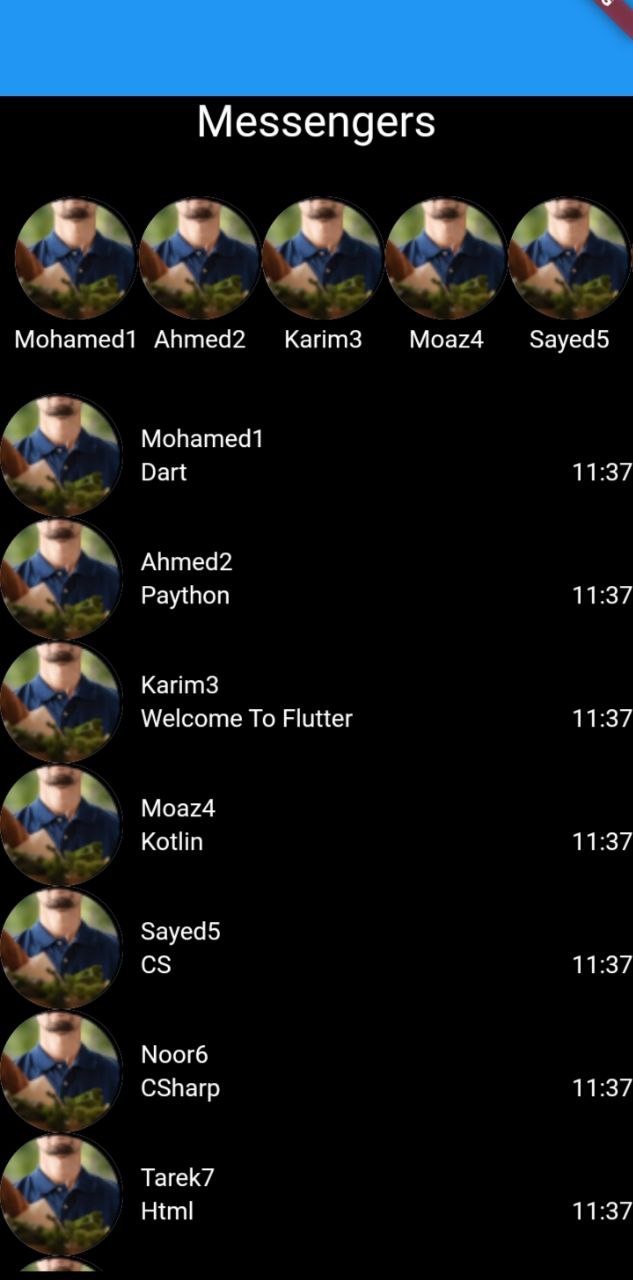 Messengers
Mohamed1 Ahmed2 Karim3 Moaz4 Sayed5
Mohamed1
Dart 11:37
Ahmed2
Paython 11:37
Karim3
Welcome To Flutter 11:37
Moaz4
Kotlin 11:37
Sayed5
CS 11:37
Noor6
CSharp 11:37
Tarek7
Html 11:37